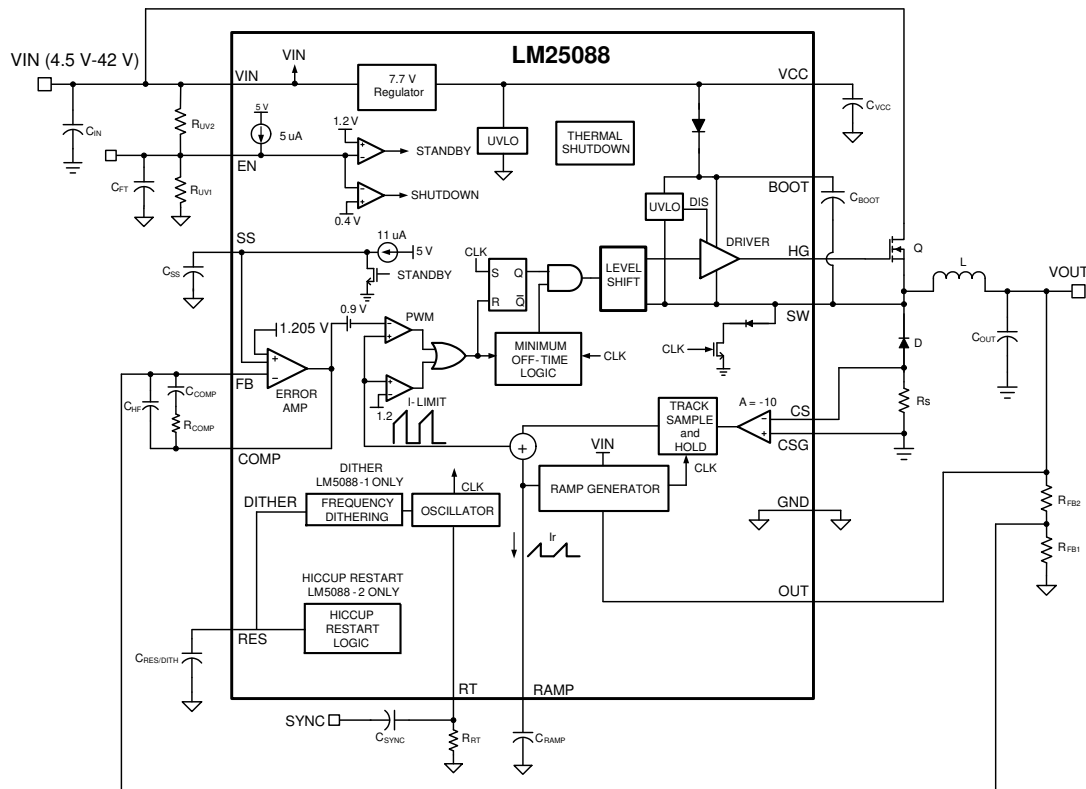 LM25088
VIN (4.5 V-42 V)
VIN
VIN
7.7 V
Regulator
VCC
CVCC
CIN
RUV2
5 V
5 uA
1.2 V
STANDBY
UVLO
THERMAL
SHUTDOWN
EN
CFT
RUV1
SHUTDOWN
0.4 V
BOOT
UVLO
DIS
CBOOT
DRIVER
SS
11 uA
5 V
CSS
STANDBY
CLK
S
Q
R
Q
LEVEL
SHIFT
HG
Q
L
VOUT
SW
0.9 V
1.205 V
PWM
MINIMUM
OFF-TIME
LOGIC
CLK
CLK
D
COUT
FB
ERROR
AMP
CHF
CCOMP
RCOMP
1.2
I-LIMIT
COMP
A = -10
TRACK
SAMPLE
and
HOLD
CS
CSG
Rs
CLK
+
VIN
RAMP GENERATOR
DITHER
LM5088-1 ONLY
CLK
DITHER
FREQUENCY
DITHERING
OSCILLATOR
GND
RFB2
RFB1
Ir
HICCUP RESTART
LM5088-2 ONLY
HICCUP
RESTART
LOGIC
OUT
RES
CRES/DITH
RT
RAMP
SYNC
CSYNC
RRT
CRAMP